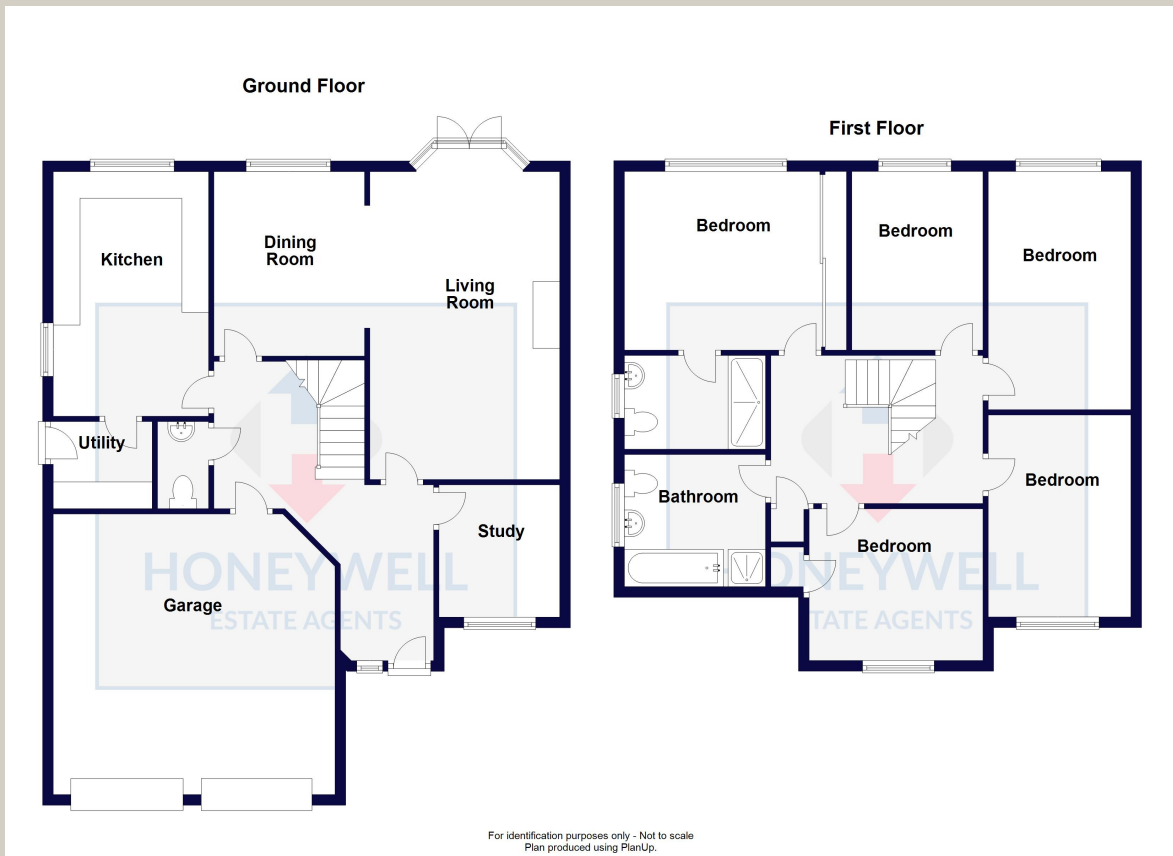 Ground Floor
Kitchen
Dining
Room
Living
Room
Utility
Study
Garage
HONEYWELL
ESTATE AGENTS
First Floor
Bedroom
Bedroom
Bedroom
Bathroom
Bedroom
Bedroom
HONEYWELL
ESTATE AGENTS
For identification purposes only - Not to scale
Plan produced using PlanUp.